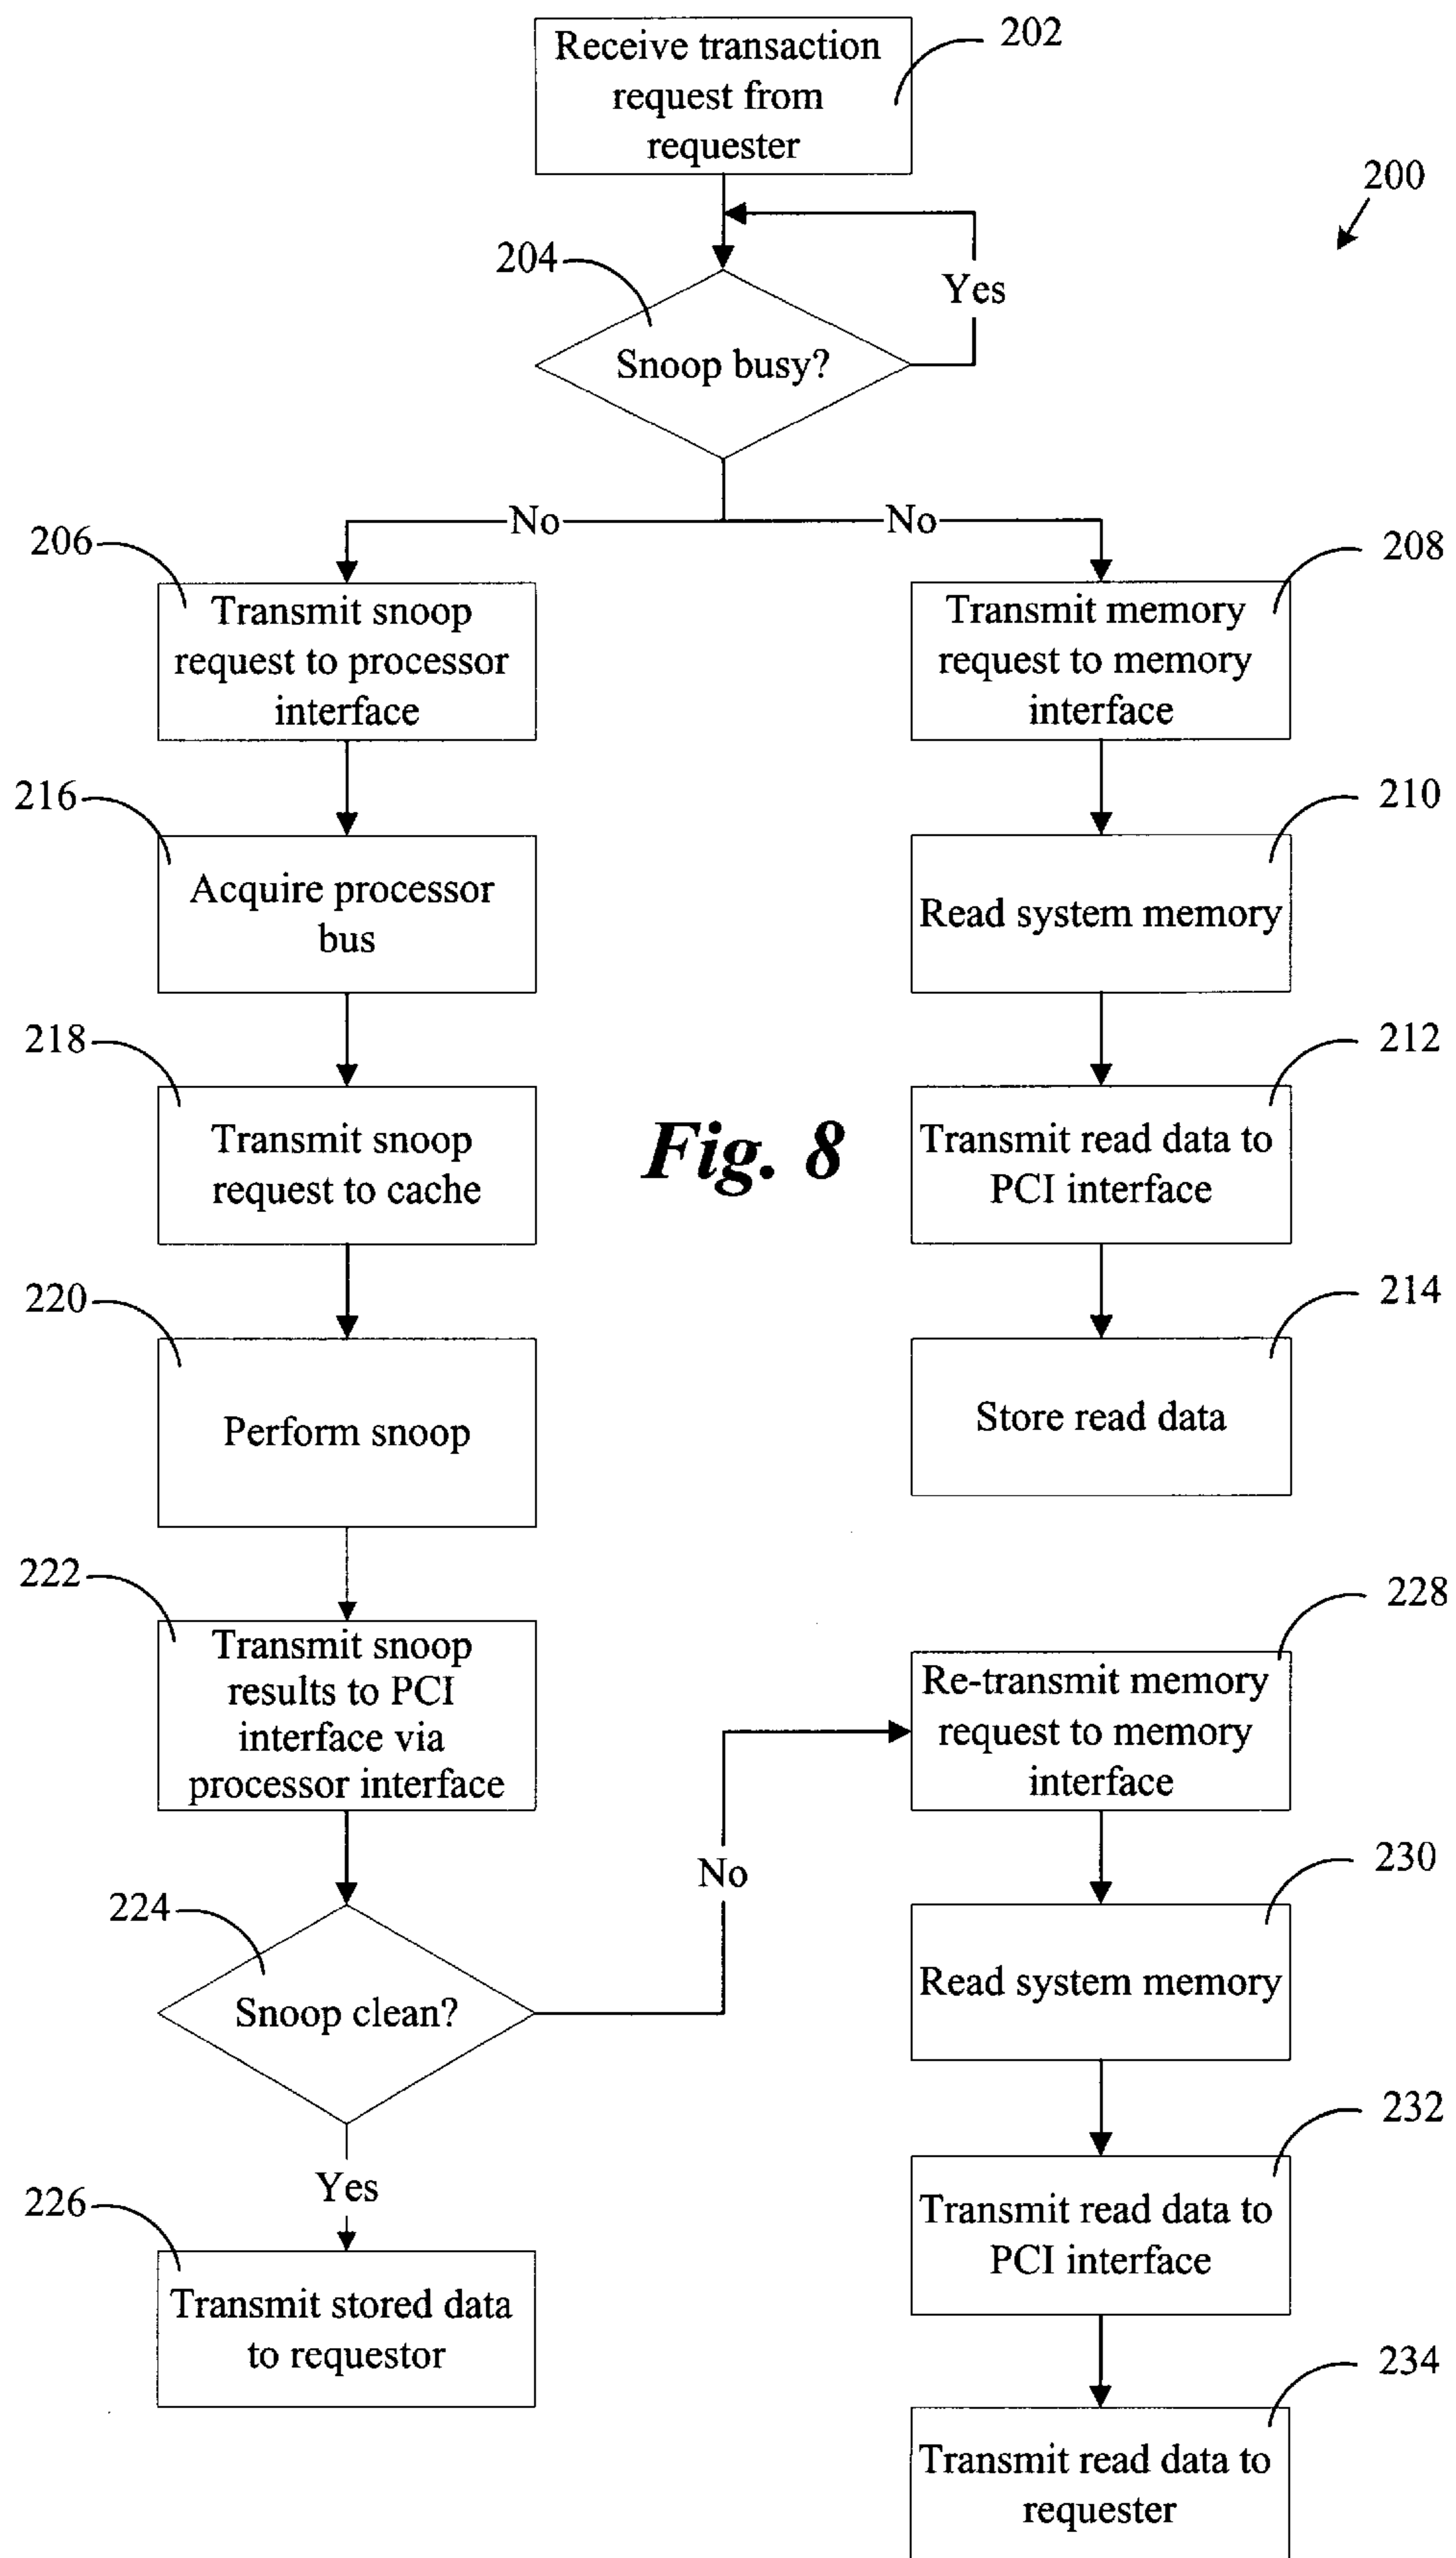 Receive transaction
request from
requester
202
200
204
Yes
Snoop busy?
No
No
206
Transmit snoop
request to processor
interface
208
Transmit memory
request to memory
interface
216
Acquire processor
bus
210
Read system memory
218
Transmit snoop
request to cache
Fig. 8
212
Transmit read data to
PCI interface
220
Perform snoop
214
Store read data
222
Transmit snoop
results to PCI
interface via
processor interface
228
Re-transmit memory
request to memory
interface
No
224
Snoop clean?
230
Read system memory
Yes
226
Transmit stored data
to requestor
232
Transmit read data to
PCI interface
234
Transmit read data to
requester